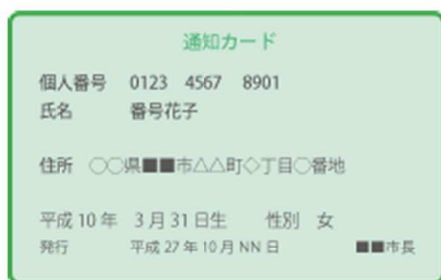 通知カード
個人番号 0123 4567 8901
氏名 番号花子
住所 ○○県■■市△△町◇丁目○番地
平成10年 3月31日生 性別 女
発行 平成27年10月NN日 ■■市長